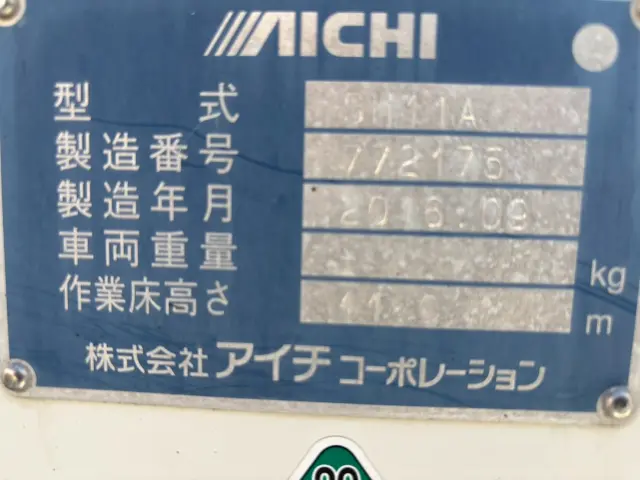 AICHI
型 式 SH11A
製造番号 772175
製造年月 2016.09
車両重量 kg
作業床高さ m
株式会社 アイチ コーポレーション